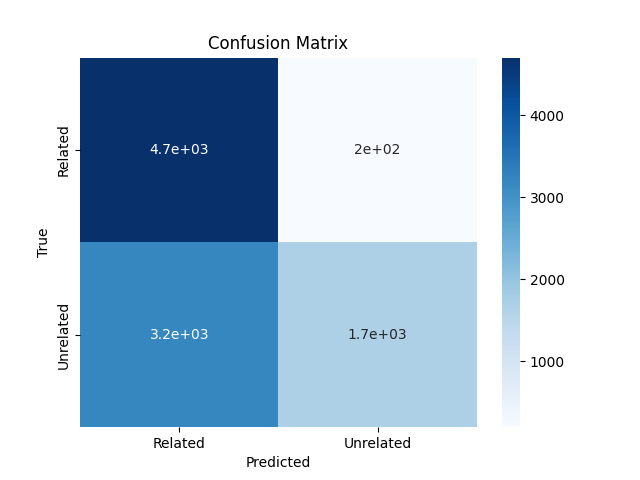 Confusion Matrix
Related
4.7e+03
2e+02
True
Unrelated
3.2e+03
1.7e+03
Related
Unrelated
Predicted
4000
3000
2000
1000